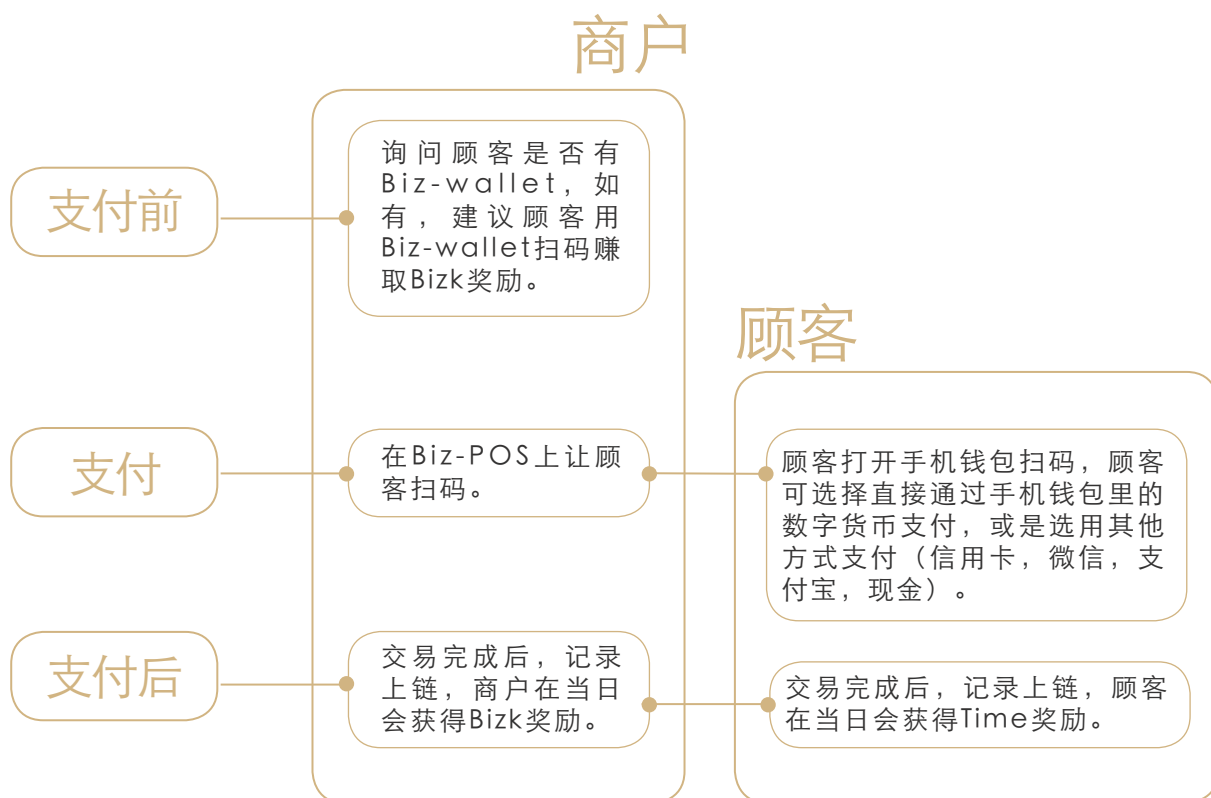 商户
支付前
询问顾客是否有
Biz-wallet，如
有，建议顾客用
Biz-wallet扫码赚
取Bizk奖励。
顾客
支付
在Biz-POS上让顾
客扫码。
顾客打开手机钱包扫码，顾客
可选择直接通过手机钱包里的
数字货币支付，或是选用其他
方式支付（信用卡，微信，支
付宝，现金）。
支付后
交易完成后，记录
上链，商户在当日
会获得Bizk奖励。
交易完成后，记录上链，顾客
在当日会获得Time奖励。